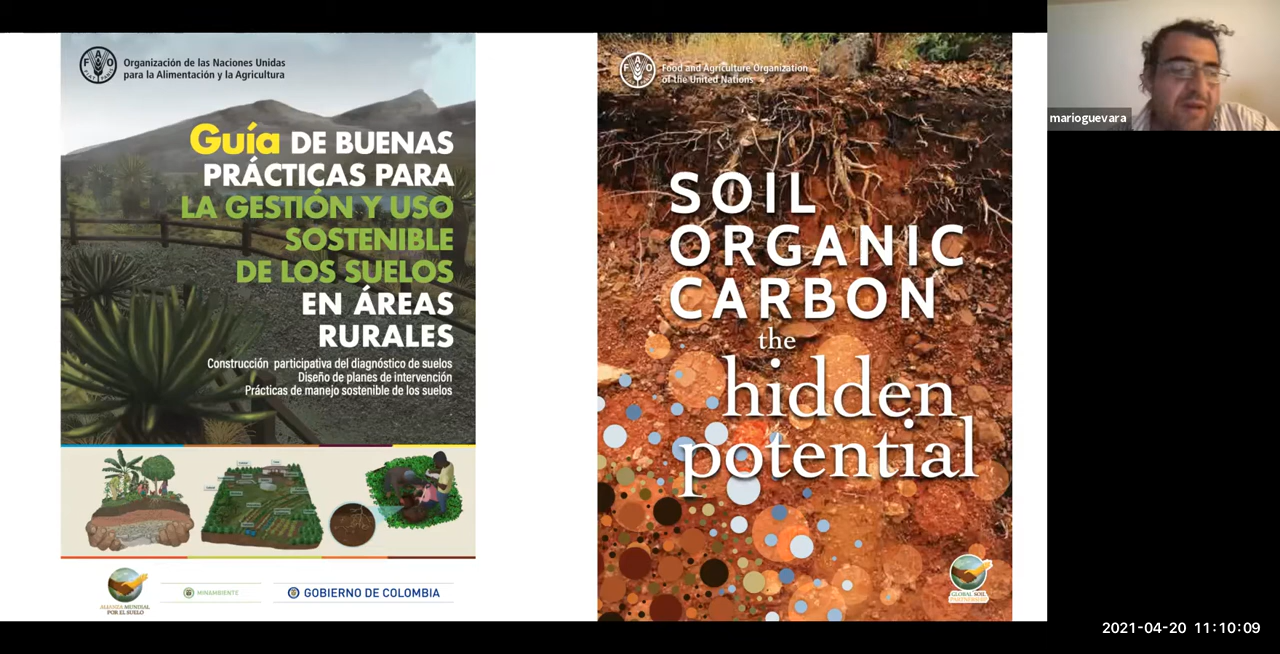 FAO
Organización de las Naciones Unidas
para la Alimentación y la Agricultura
Guía DE BUENAS
PRÁCTICAS PARA
LA GESTIÓN Y USO
SOSTENIBLE
DE LOS SUELOS
EN ÁREAS
RURALES
Construcción participativa del diagnóstico de suelos
Diseño de planes de intervención
Prácticas de manejo sostenible de los suelos
ALIANZA MUNDIAL
POR EL SUELO
MINAMBIENTE
GOBIERNO DE COLOMBIA
FAO
Food and Agriculture Organization
of the United Nations
SOIL
ORGANIC
CARBON
the
hidden
potential
GLOBAL SOIL
PARTNERSHIP
marioguevara
2021-04-20 11:10:09